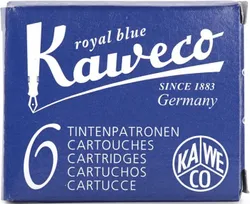 royal blue
Kaweco
SINCE 1883
Germany
6
TINTENPATRONEN
CARTOUCHES
CARTRIDGES
CARTUCHOS
CARTUCCE
KA WE
CO